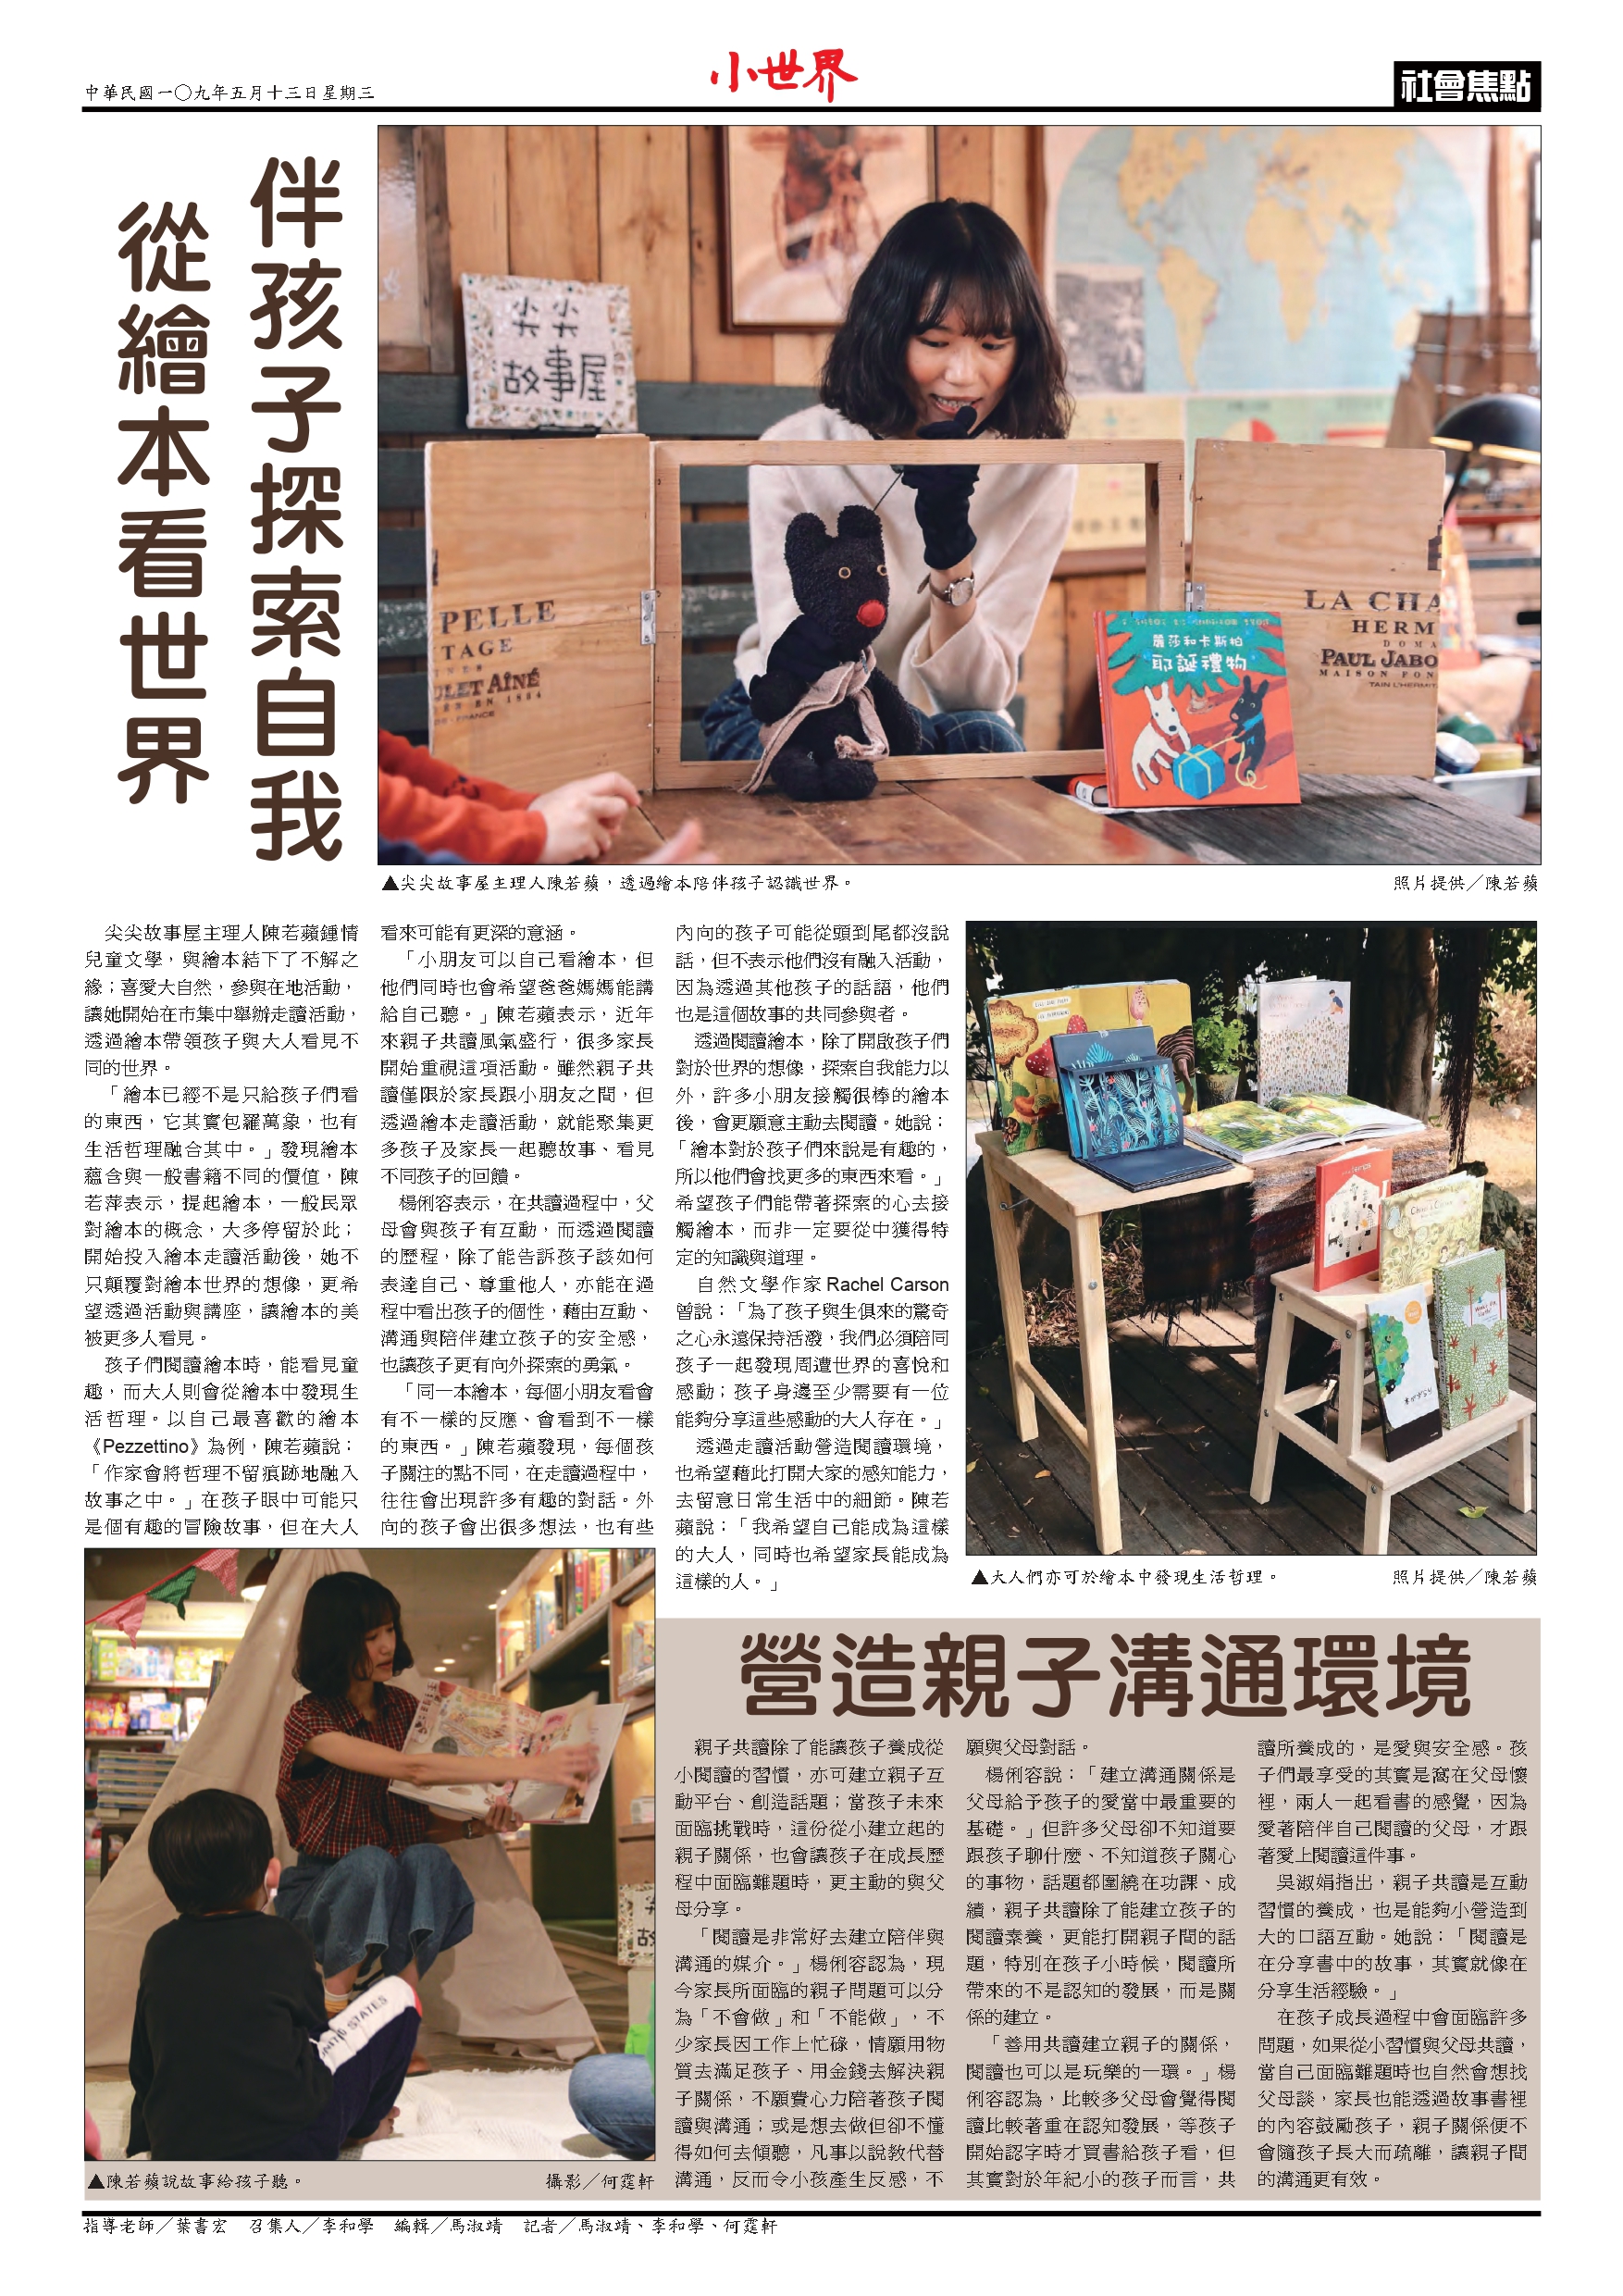 中華民國一〇九年五月十三日星期三
小世界
社會焦點
伴孩子探索自我
從繪本看世界
尖尖
故事屋
PELLE
TAGE
ULET AÎNÉ
LA CHA
HERM
DOMA
PAUL JABO
MAISON FON
TAIN L'HERMIT
麗莎和卡斯柏
耶誕禮物
▲尖尖故事屋主理人陳若蘋，透過繪本陪伴孩子認識世界。
照片提供／陳若蘋
尖尖故事屋主理人陳若蘋鍾情
兒童文學，與繪本結下了不解之
緣；喜愛大自然，參與在地活動，
讓她開始在市集中舉辦走讀活動，
透過繪本帶領孩子與大人看見不
同的世界。
「繪本已經不是只給孩子們看
的東西，它其實包羅萬象，也有
生活哲理融合其中。」發現繪本
蘊含與一般書籍不同的價值，陳
若萍表示，提起繪本，一般民眾
對繪本的概念，大多停留於此；
開始投入繪本走讀活動後，她不
只顛覆對繪本世界的想像，更希
望透過活動與講座，讓繪本的美
被更多人看見。
孩子們閱讀繪本時，能看見童
趣，而大人則會從繪本中發現生
活哲理。以自己最喜歡的繪本
《Pezzettino》為例，陳若蘋說：
「作家會將哲理不留痕跡地融入
故事之中。」在孩子眼中可能只
是個有趣的冒險故事，但在大人
看來可能有更深的意涵。
「小朋友可以自己看繪本，但
他們同時也會希望爸爸媽媽能講
給自己聽。」陳若蘋表示，近年
來親子共讀風氣盛行，很多家長
開始重視這項活動。雖然親子共
讀僅限於家長跟小朋友之間，但
透過繪本走讀活動，就能聚集更
多孩子及家長一起聽故事、看見
不同孩子的回饋。
楊俐容表示，在共讀過程中，父
母會與孩子有互動，而透過閱讀
的歷程，除了能告訴孩子該如何
表達自己、尊重他人，亦能在過
程中看出孩子的個性，藉由互動、
溝通與陪伴建立孩子的安全感，
也讓孩子更有向外探索的勇氣。
「同一本繪本，每個小朋友看會
有不一樣的反應、會看到不一樣
的東西。」陳若蘋發現，每個孩
子關注的點不同，在走讀過程中，
往往會出現許多有趣的對話。外
向的孩子會出很多想法，也有些
內向的孩子可能從頭到尾都沒說
話，但不表示他們沒有融入活動，
因為透過其他孩子的話語，他們
也是這個故事的共同參與者。
透過閱讀繪本，除了開啟孩子們
對於世界的想像，探索自我能力以
外，許多小朋友接觸很棒的繪本
後，會更願意主動去閱讀。她說：
「繪本對於孩子們來說是有趣的，
所以他們會找更多的東西來看。」
希望孩子們能帶著探索的心去接
觸繪本，而非一定要從中獲得特
定的知識與道理。
自然文學作家 Rachel Carson
曾說：「為了孩子與生俱來的驚奇
之心永遠保持活潑，我們必須陪同
孩子一起發現周遭世界的喜悅和
感動；孩子身邊至少需要有一位
能夠分享這些感動的大人存在。」
透過走讀活動營造閱讀環境，
也希望藉此打開大家的感知能力，
去留意日常生活中的細節。陳若
蘋說：「我希望自己能成為這樣
的大人，同時也希望家長能成為
這樣的人。」
▲大人們亦可於繪本中發現生活哲理。
照片提供／陳若蘋
UNITED STATES
▲陳若蘋說故事給孩子聽。
攝影／何霆軒
營造親子溝通環境
親子共讀除了能讓孩子養成從
小閱讀的習慣，亦可建立親子互
動平台、創造話題；當孩子未來
面臨挑戰時，這份從小建立起的
親子關係，也會讓孩子在成長歷
程中面臨難題時，更主動的與父
母分享。
「閱讀是非常好去建立陪伴與
溝通的媒介。」楊俐容認為，現
今家長所面臨的親子問題可以分
為「不會做」和「不能做」，不
少家長因工作上忙碌，情願用物
質去滿足孩子、用金錢去解決親
子關係，不願費心力陪著孩子閱
讀與溝通；或是想去做但卻不懂
得如何去傾聽，凡事以說教代替
溝通，反而令小孩產生反感，不
願與父母對話。
楊俐容說：「建立溝通關係是
父母給予孩子的愛當中最重要的
基礎。」但許多父母卻不知道要
跟孩子聊什麼、不知道孩子關心
的事物，話題都圍繞在功課、成
績，親子共讀除了能建立孩子的
閱讀素養，更能打開親子間的話
題，特別在孩子小時候，閱讀所
帶來的不是認知的發展，而是關
係的建立。
「善用共讀建立親子的關係，
閱讀也可以是玩樂的一環。」楊
俐容認為，比較多父母會覺得閱
讀比較著重在認知發展，等孩子
開始認字時才買書給孩子看，但
其實對於年紀小的孩子而言，共
讀所養成的，是愛與安全感。孩
子們最享受的其實是窩在父母懷
裡，兩人一起看書的感覺，因為
愛著陪伴自己閱讀的父母，才跟
著愛上閱讀這件事。
吳淑娟指出，親子共讀是互動
習慣的養成，也是能夠小營造到
大的口語互動。她說：「閱讀是
在分享書中的故事，其實就像在
分享生活經驗。」
在孩子成長過程中會面臨許多
問題，如果從小習慣與父母共讀，
當自己面臨難題時也自然會想找
父母談，家長也能透過故事書裡
的內容鼓勵孩子，親子關係便不
會隨孩子長大而疏離，讓親子間
的溝通更有效。
指導老師／葉書宏　召集人／李和學　編輯／馬淑靖　記者／馬淑靖、李和學、何霆軒